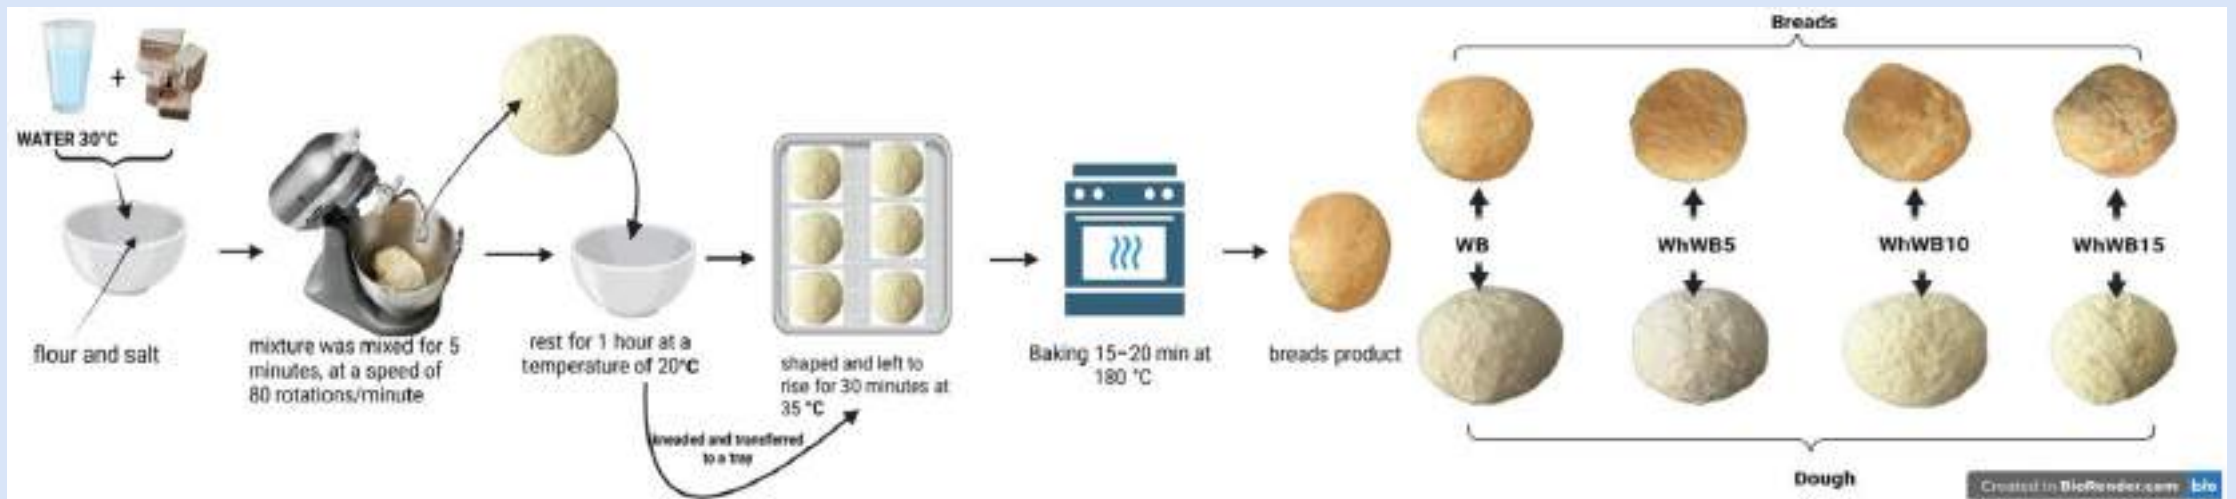 +
WATER 30°C
flour and salt
mixture was mixed for 5
minutes, at a speed of
80 rotations/minute
rest for 1 hour at a
temperature of 20°C
kneaded and transferred
to a tray
shaped and left to
rise for 30 minutes at
35 °C
Baking 15–20 min at
180 °C
breads product
Breads
WB
WhWB5
WhWB10
WhWB15
Dough
Created in BioRender.com bio